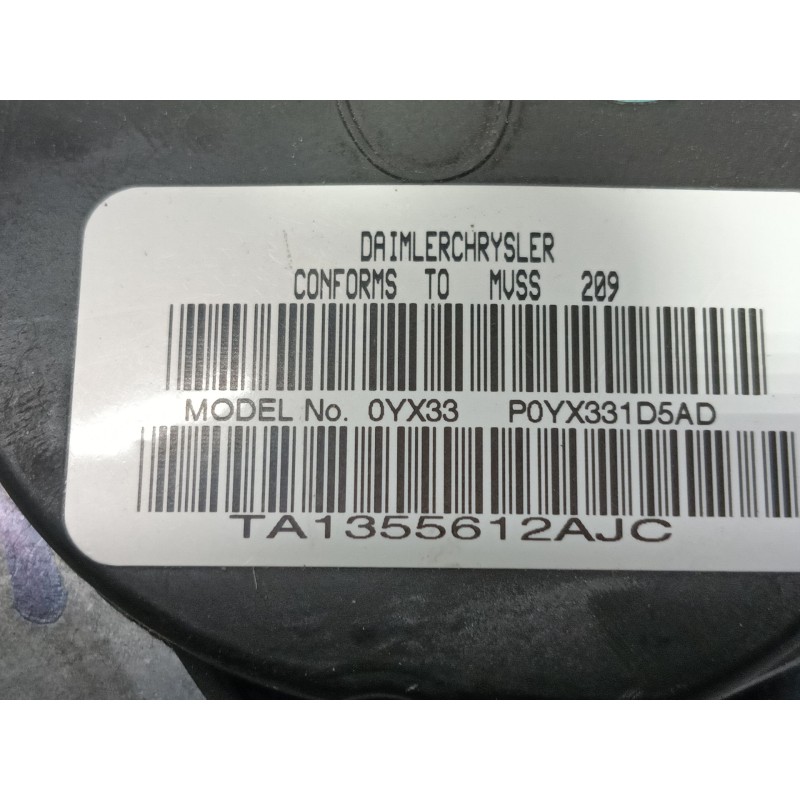 DAIMLERCHRYSLER
CONFORMS TO MVSS 209
MODEL No. 0YX33 P0YX331D5AD
TA1355612AJC